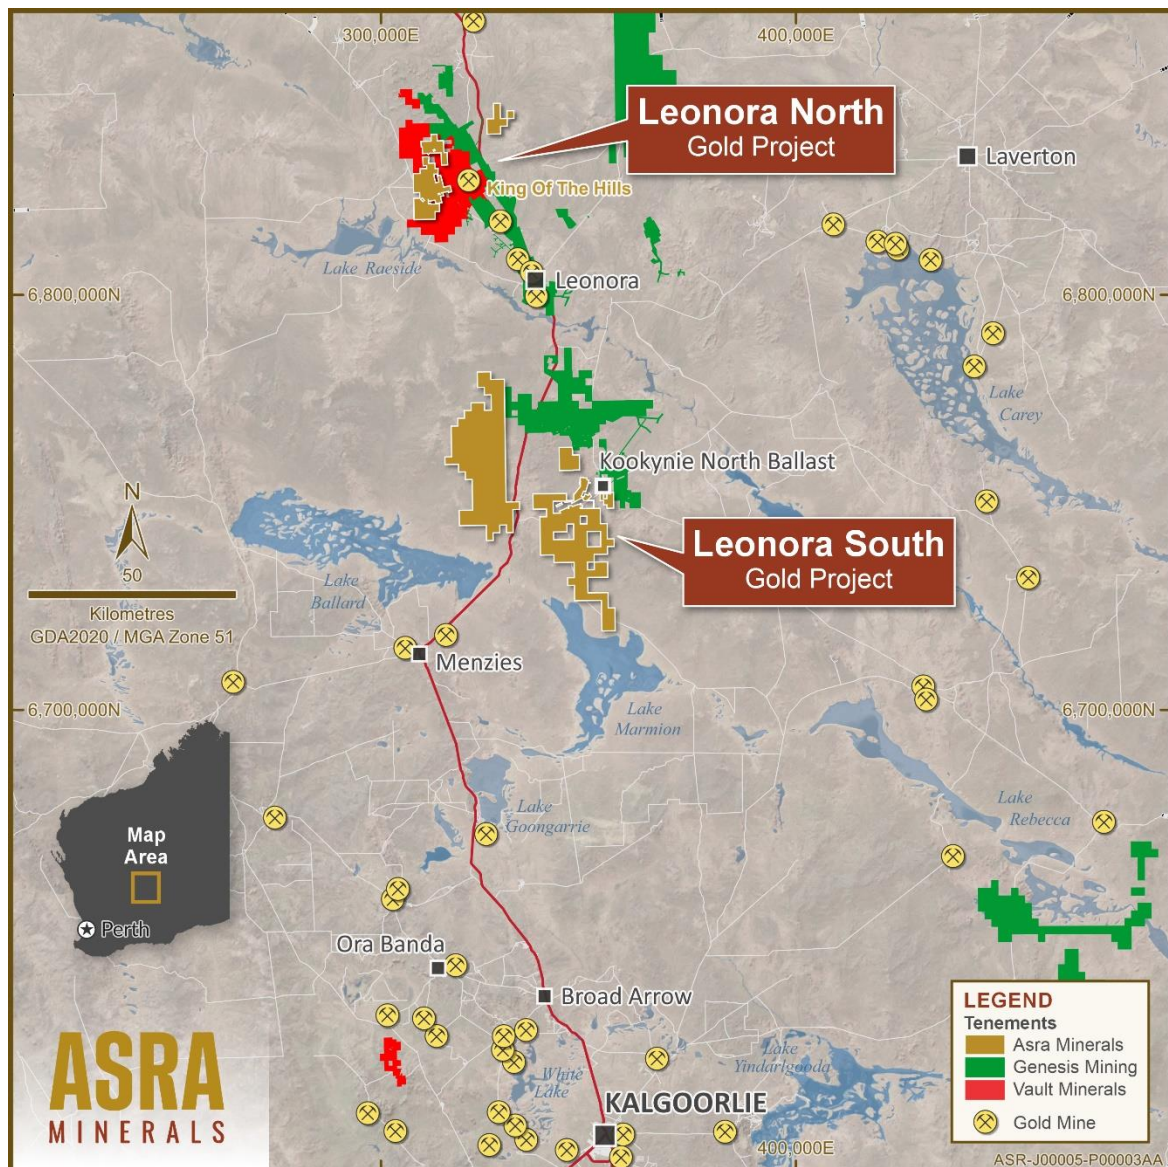 300,000E
400,000E
Leonora North
Gold Project
Laverton
King Of The Hills
Lake Raeside
Leonora
6,800,000N
6,800,000N
Lake
Carey
Kookynie North Ballast
N
50
Kilometres
GDA2020 / MGA Zone 51
Leonora South
Gold Project
Lake
Ballard
Menzies
Lake
Marmion
6,700,000N
6,700,000N
Lake
Goongarrie
Lake
Rebecca
Map
Area
Perth
Ora Banda
Broad Arrow
LEGEND
Tenements
Asra Minerals
Genesis Mining
Vault Minerals
Gold Mine
White
Lake
Lake
Yindarlgooda
KALGOORLIE
ASRA
MINERALS
400,000E
ASR-J00005-P00003AA